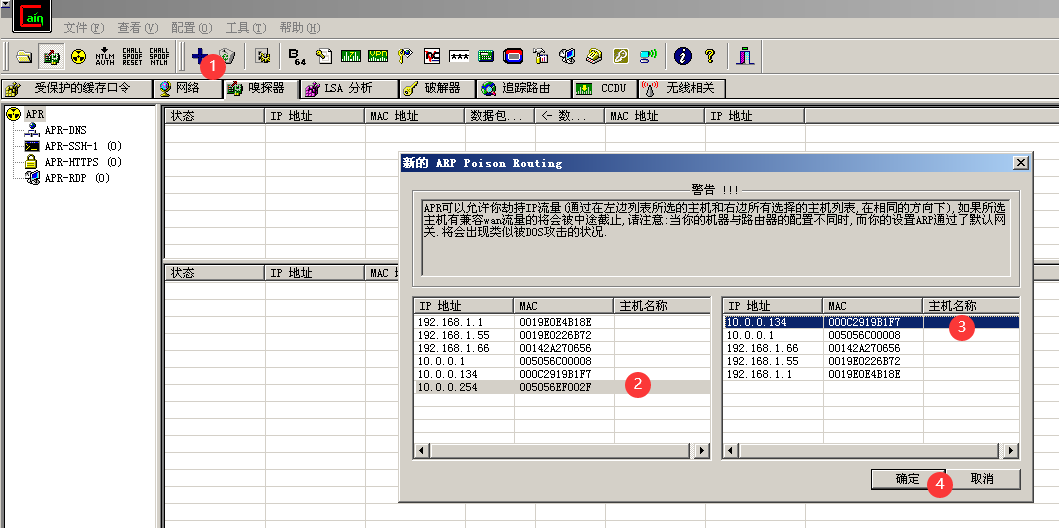 Cain
文件(F) 查看(V) 配置(O) 工具(T) 帮助(H)
NTLM AUTH CHALL SPOOF RESET CHALL SPOOF NTLM B64
1
受保护的缓存口令 网络 嗅探器 LSA 分析 破解器 追踪路由 CCDU 无线相关
APR
APR-DNS
APR-SSH-1 (0)
APR-HTTPS (0)
APR-RDP (0)
状态 IP 地址 MAC 地址 数据包... <- 数... MAC 地址 IP 地址
状态 IP 地址 MAC
新的 ARP Poison Routing
警告 !!!
APR可以允许你劫持IP流量(通过在左边列表所选的主机和右边所有选择的主机列表,在相同的方向下),如果所选
主机有兼容wan流量的将会被中途截止,请注意:当你的机器与路由器的配置不同时,而你的设置ARP通过了默认网
关.将会出现类似被DOS攻击的状况.
IP 地址 MAC 主机名称
192.168.1.1 0019E0E4B18E
192.168.1.55 0019E0226B72
192.168.1.66 00142A270656
10.0.0.1 005056C00008
10.0.0.134 000C2919B1F7
10.0.0.254 005056EF002F
2
IP 地址 MAC 主机名称
10.0.0.134 000C2919B1F7
3
10.0.0.1 005056C00008
192.168.1.66 00142A270656
192.168.1.55 0019E0226B72
192.168.1.1 0019E0E4B18E
确定 4 取消